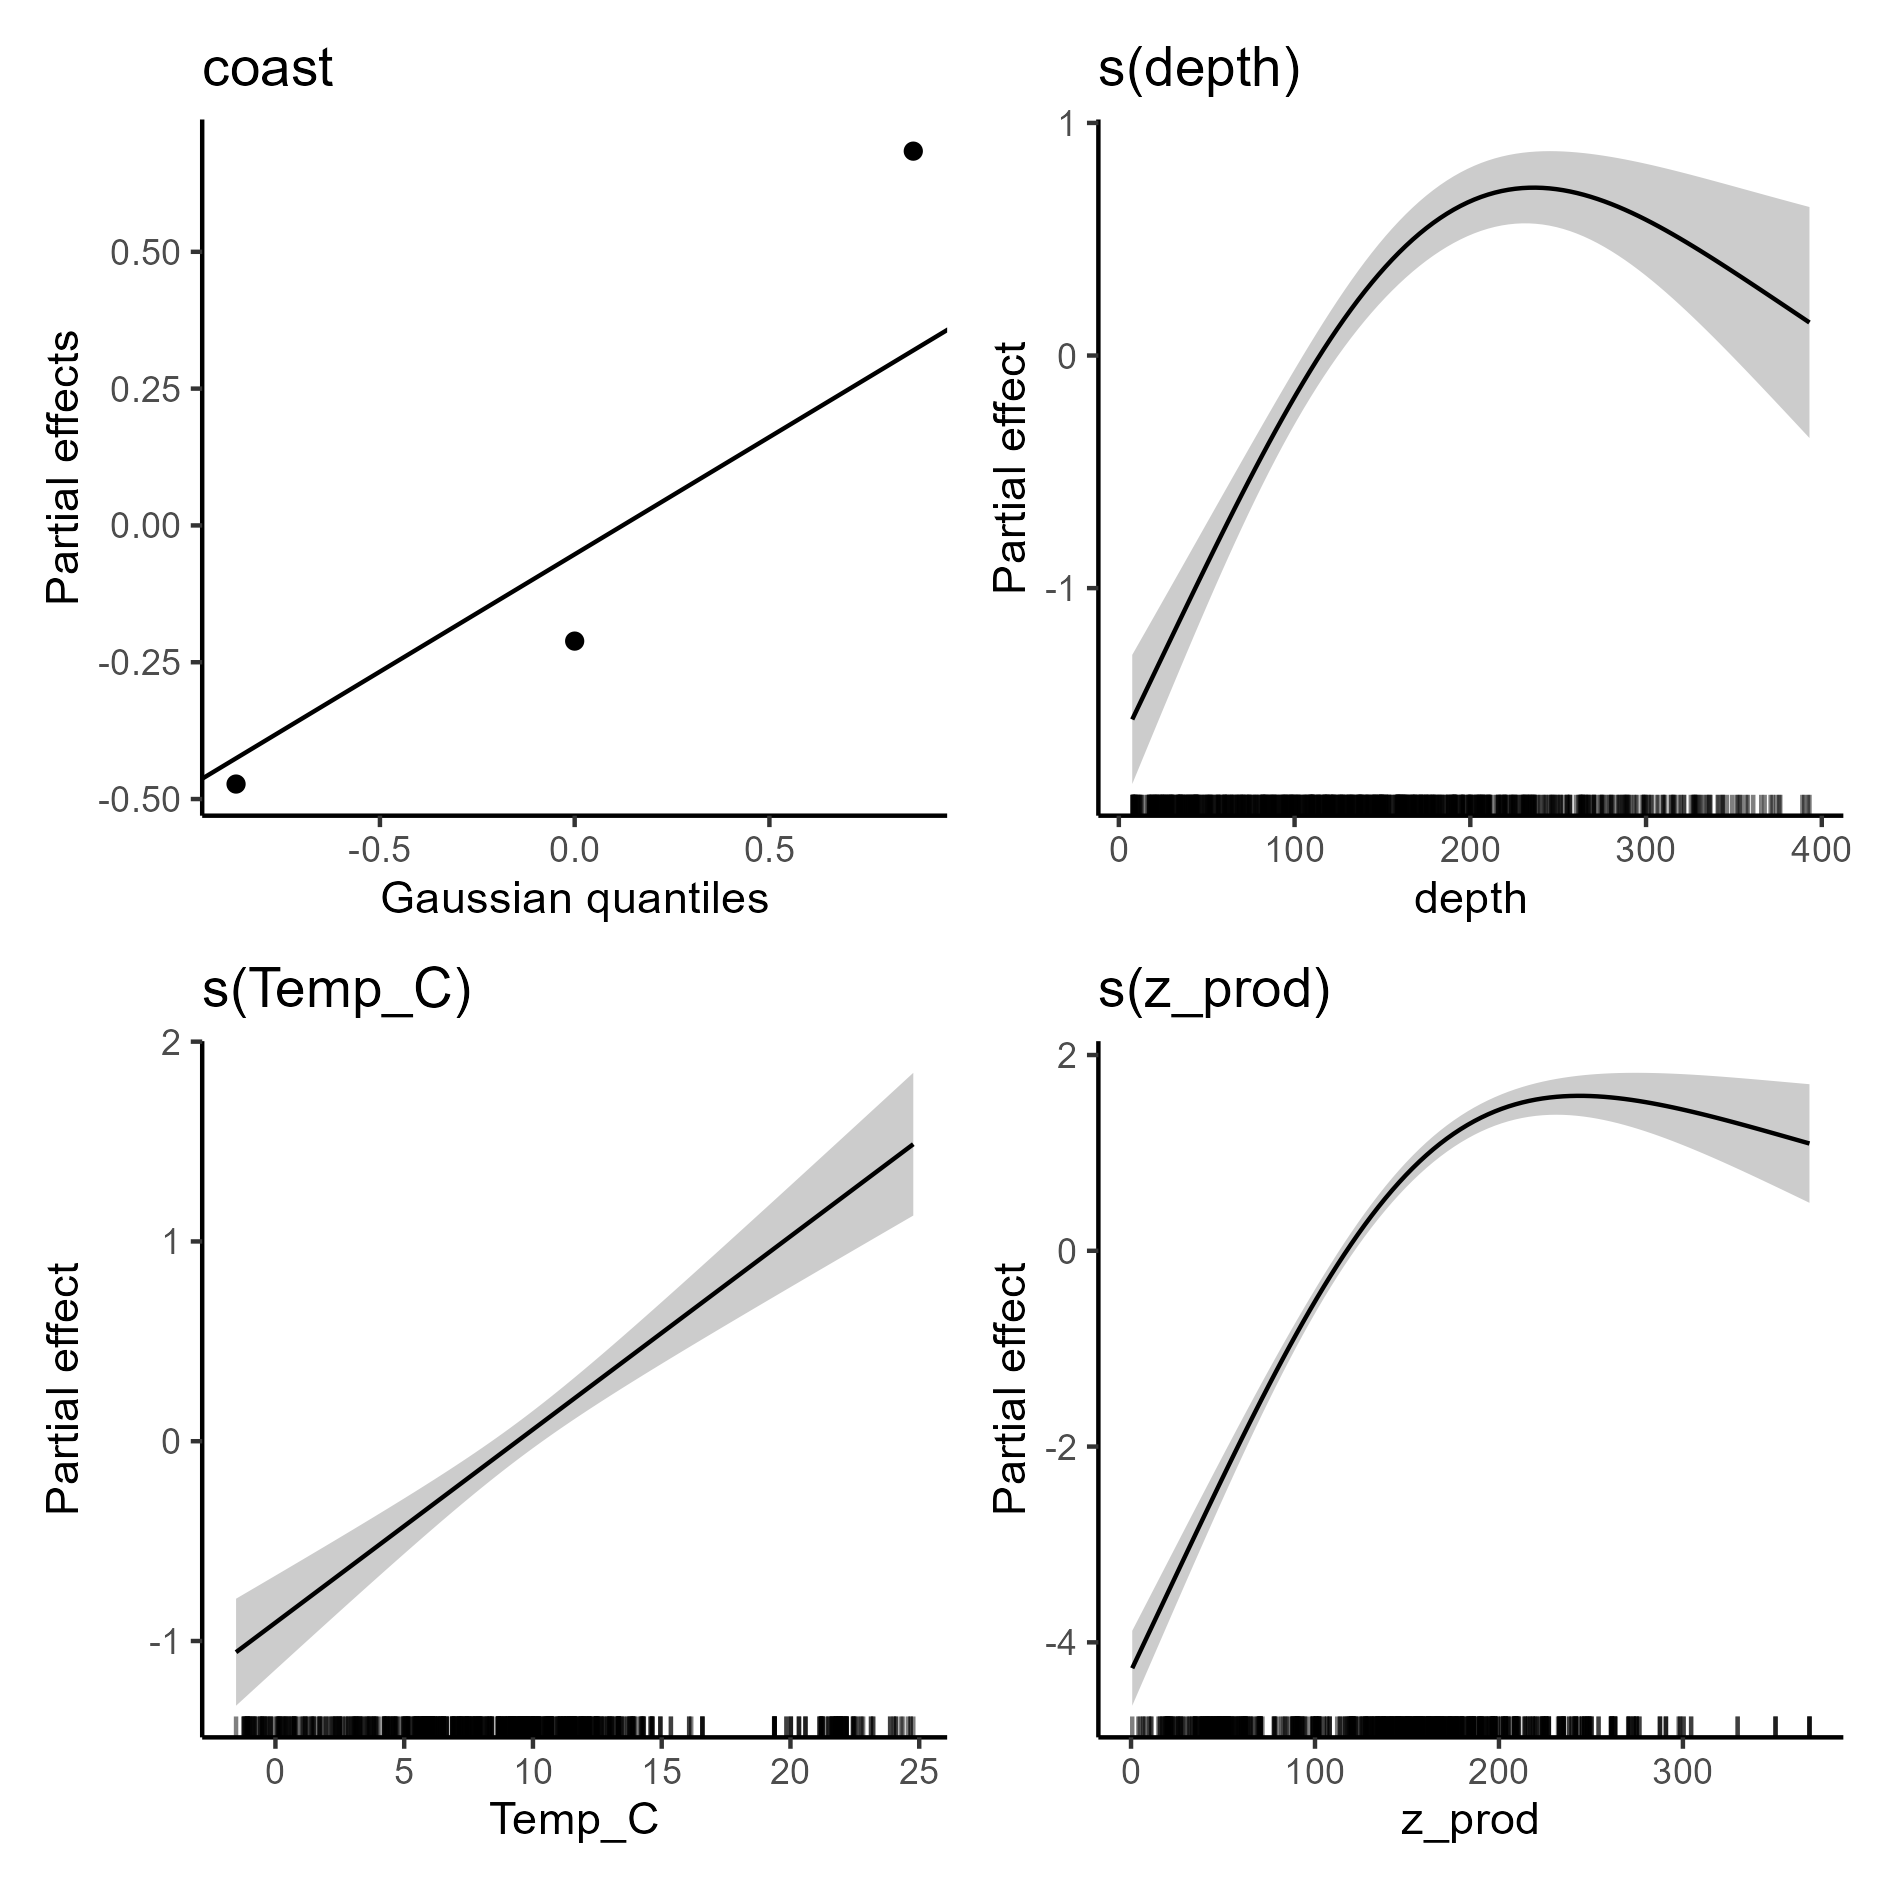 coast
Partial effects
0.50
0.25
0.00
-0.25
-0.50
-0.5 0.0 0.5
Gaussian quantiles
s(depth)
Partial effect
1
0
-1
0 100 200 300 400
depth
s(Temp_C)
Partial effect
2
1
0
-1
0 5 10 15 20 25
Temp_C
s(z_prod)
Partial effect
2
0
-2
-4
0 100 200 300
z_prod